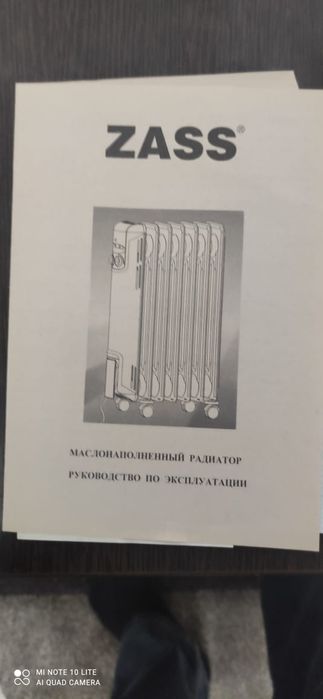 ZASS®
МАСЛОНАПОЛНЕННЫЙ РАДИАТОР
РУКОВОДСТВО ПО ЭКСПЛУАТАЦИИ
MI NOTE 10 LITE
AI QUAD CAMERA